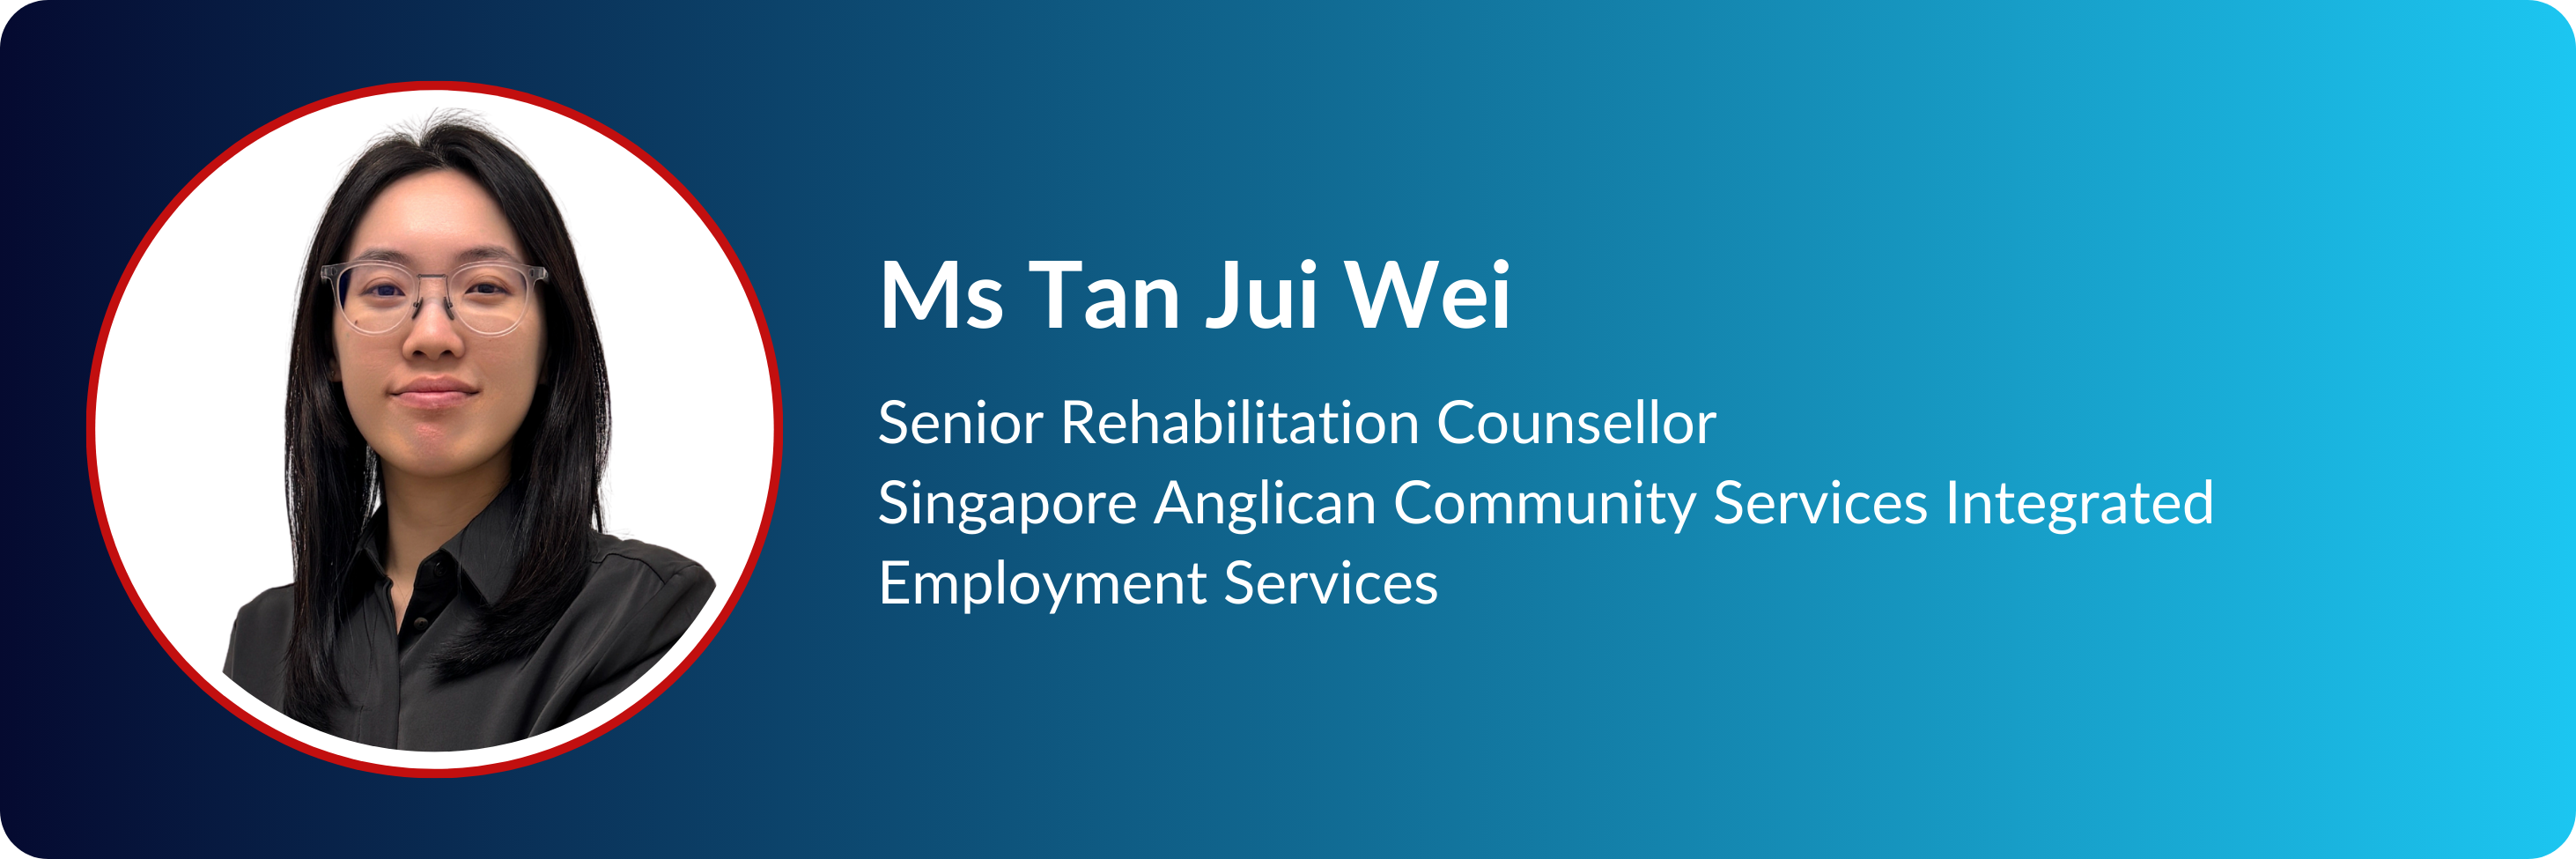 Ms Tan Jui Wei
Senior Rehabilitation Counsellor
Singapore Anglican Community Services Integrated
Employment Services